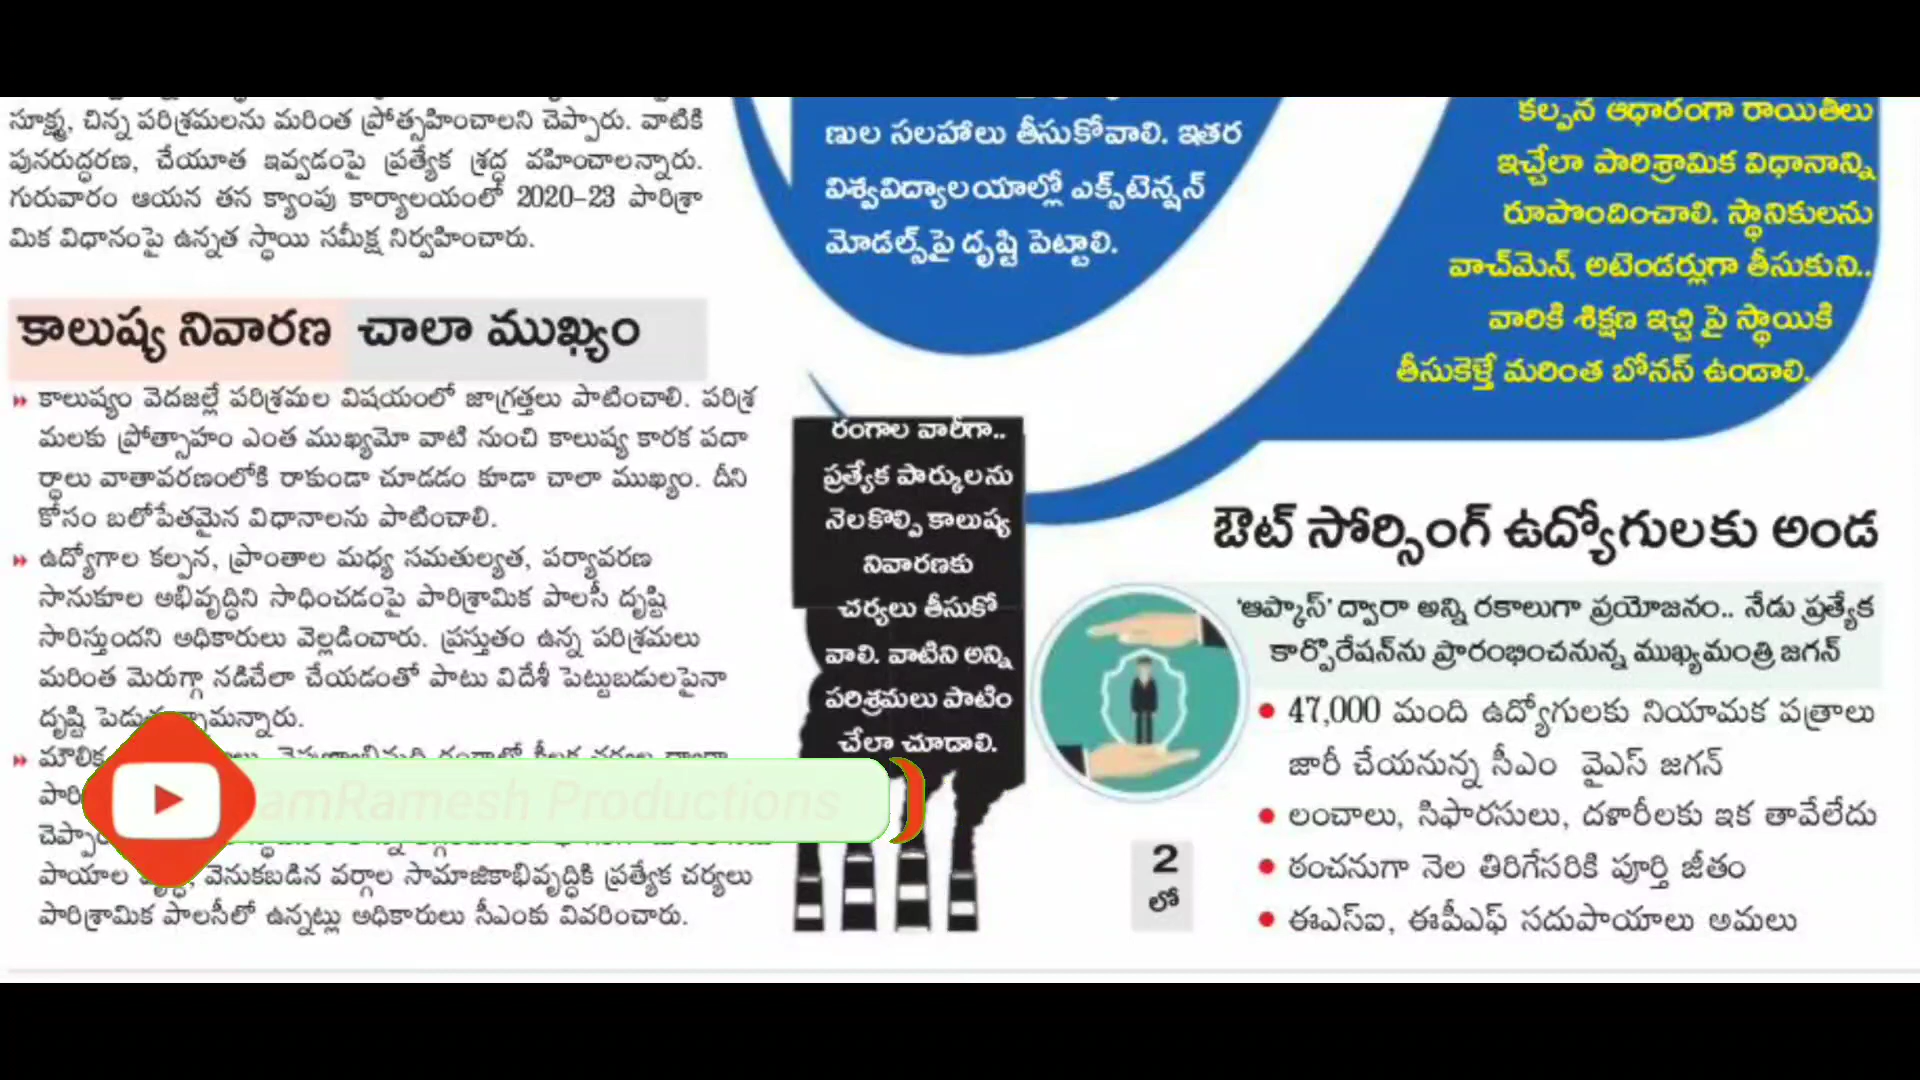 సూక్ష్మ, చిన్న పరిశ్రమలను మరింత ప్రోత్సహించాలని చెప్పారు. వాటికి
పునరుద్ధరణ, చేయూత ఇవ్వడంపై ప్రత్యేక శ్రద్ధ వహించాలన్నారు.
గురువారం ఆయన తన క్యాంపు కార్యాలయంలో 2020–23 పారిశ్రా
మిక విధానంపై ఉన్నత స్థాయి సమీక్ష నిర్వహించారు.
కాలుష్య నివారణ చాలా ముఖ్యం
కాలుష్యం వెదజల్లే పరిశ్రమల విషయంలో జాగ్రత్తలు పాటించాలి. పరిశ్ర
మలకు ప్రోత్సాహం ఎంత ముఖ్యమో వాటి నుంచి కాలుష్య కారక పదా
ర్థాలు వాతావరణంలోకి రాకుండా చూడడం కూడా చాలా ముఖ్యం. దీని
కోసం బలోపేతమైన విధానాలను పాటించాలి.
ఉద్యోగాల కల్పన, ప్రాంతాల మధ్య సమతుల్యత, పర్యావరణ
సానుకూల అభివృద్ధిని సాధించడంపై పారిశ్రామిక పాలసీ దృష్టి
సారిస్తుందని అధికారులు వెల్లడించారు. ప్రస్తుతం ఉన్న పరిశ్రమలు
మరింత మెరుగ్గా నడిచేలా చేయడంతో పాటు విదేశీ పెట్టుబడులపైనా
దృష్టి
మౌలిక
పారి
చెప్పారు
పాయాల వృద్ధి, వెనుకబడిన వర్గాల సామాజికాభివృద్ధికి ప్రత్యేక చర్యలు
పారిశ్రామిక పాలసీలో ఉన్నట్లు అధికారులు సీఎంకు వివరించారు.
amRamesh Productions
ణుల సలహాలు తీసుకోవాలి. ఇతర
విశ్వవిద్యాలయాల్లో ఎక్స్‌టెన్షన్
మోడల్స్‌పై దృష్టి పెట్టాలి.
రంగాల వారీగా..
ప్రత్యేక పార్కులను
నెలకొల్పి కాలుష్య
నివారణకు
చర్యలు తీసుకో
వాలి. వాటిని అన్ని
పరిశ్రమలు పాటిం
చేలా చూడాలి.
కల్పన ఆధారంగా రాయితీలు
ఇచ్చేలా పారిశ్రామిక విధానాన్ని
రూపొందించాలి. స్థానికులను
వాచ్‌మెన్, అటెండర్లుగా తీసుకుని..
వారికి శిక్షణ ఇచ్చి పై స్థాయికి
తీసుకెళ్తే మరింత బోనస్ ఉండాలి.
ఔట్ సోర్సింగ్ ఉద్యోగులకు అండ
'ఆప్కాస్' ద్వారా అన్ని రకాలుగా ప్రయోజనం.. నేడు ప్రత్యేక
కార్పొరేషన్‌ను ప్రారంభించనున్న ముఖ్యమంత్రి జగన్
47,000 మంది ఉద్యోగులకు నియామక పత్రాలు
జారీ చేయనున్న సీఎం వైఎస్ జగన్
లంచాలు, సిఫారసులు, దళారీలకు ఇక తావేలేదు
ఠంచనుగా నెల తిరిగేసరికి పూర్తి జీతం
ఈఎస్ఐ, ఈపీఎఫ్ సదుపాయాలు అమలు
2
లో